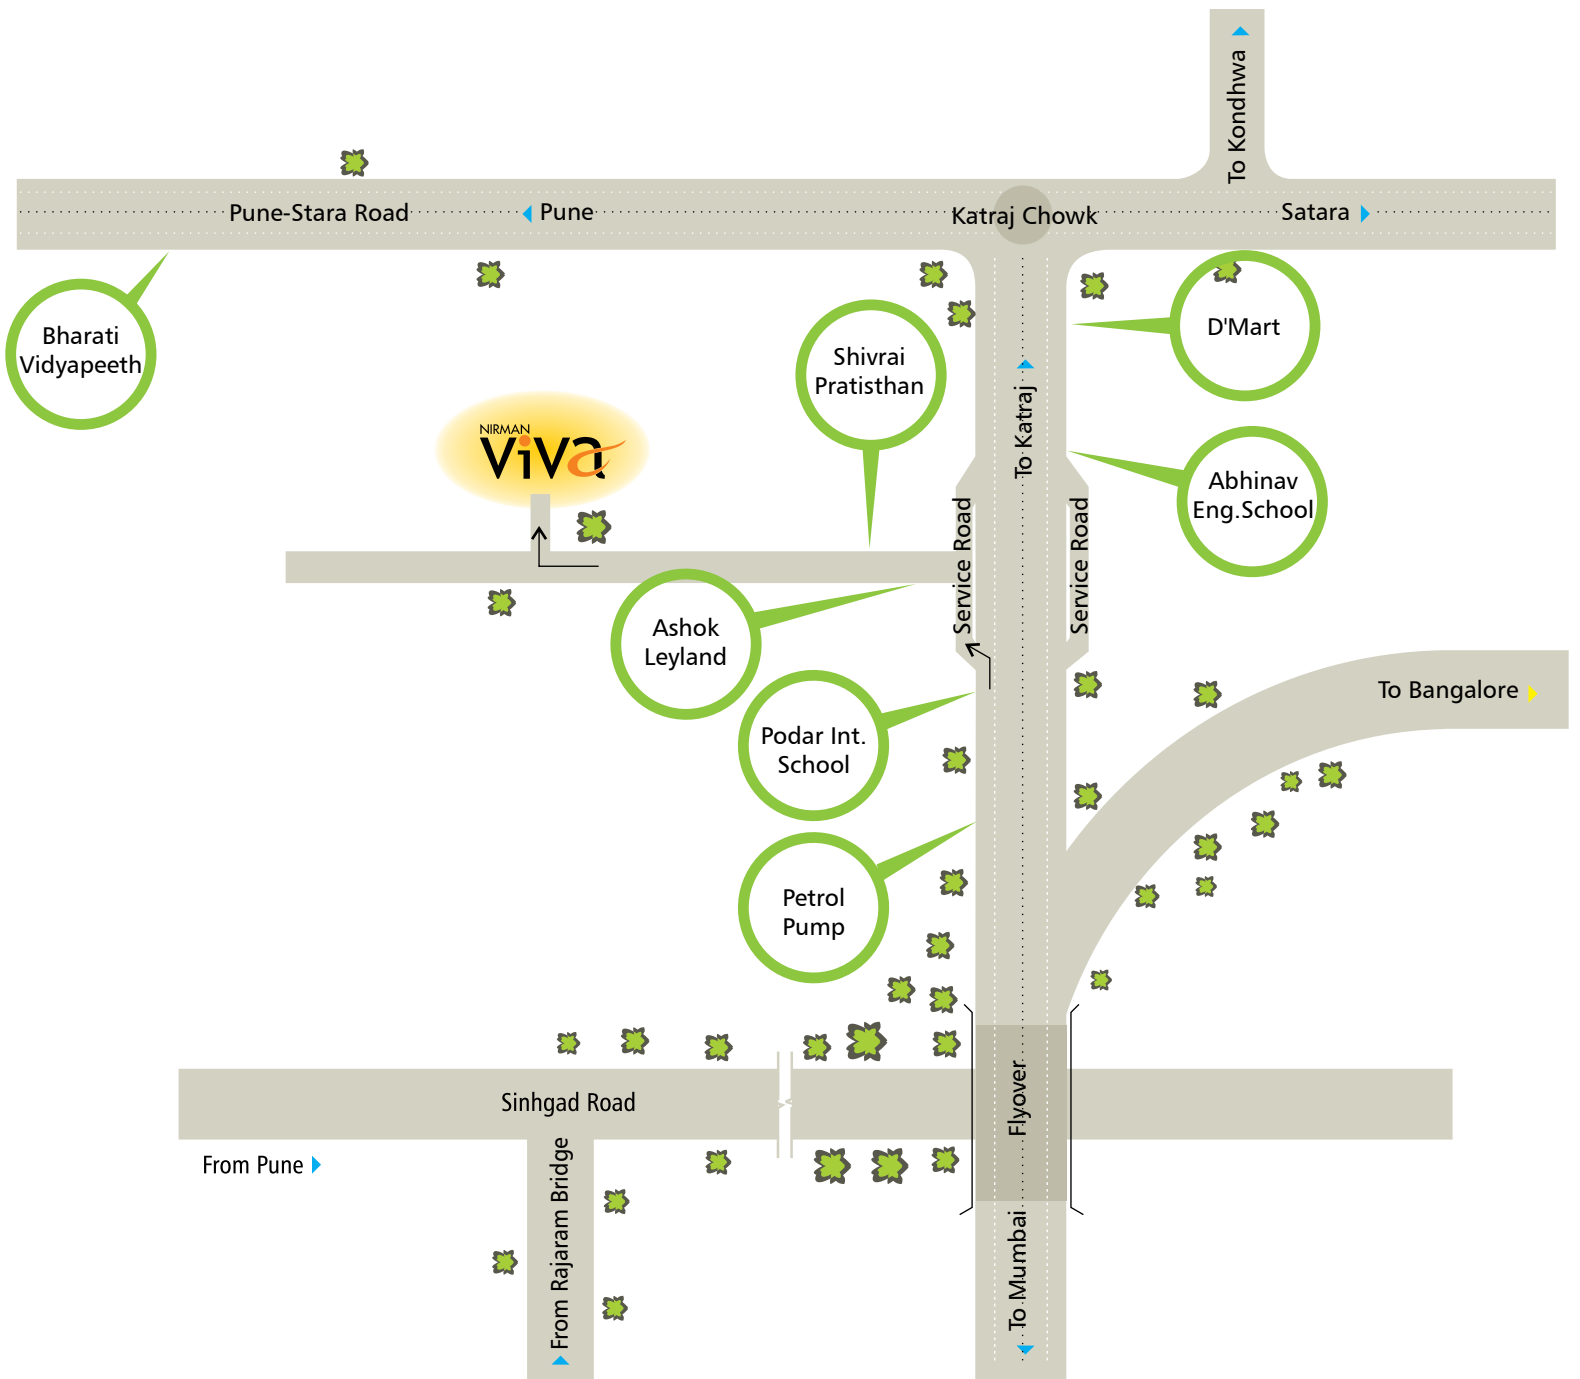 To Kondhwa
Pune-Stara Road
Pune
Katraj Chowk
Satara
Bharati
Vidyapeeth
Shivrai
Pratisthan
D'Mart
NIRMAN
ViVa
To Katraj
Abhinav
Eng.School
Service Road
Service Road
Ashok
Leyland
To Bangalore
Podar Int.
School
Petrol
Pump
Flyover
Sinhgad Road
From Pune
From Rajaram Bridge
To Mumbai